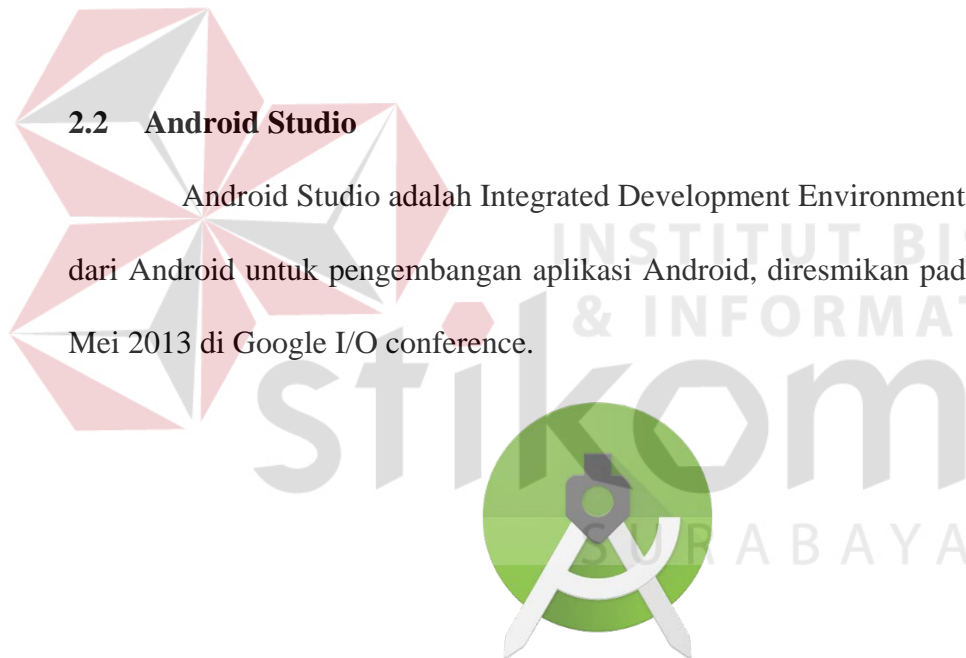 2.2 Android Studio
Android Studio adalah Integrated Development Environment
dari Android untuk pengembangan aplikasi Android, diresmikan pad
Mei 2013 di Google I/O conference.
INSTITUT BIS
& INFORMAT
stikom
SURABAYA